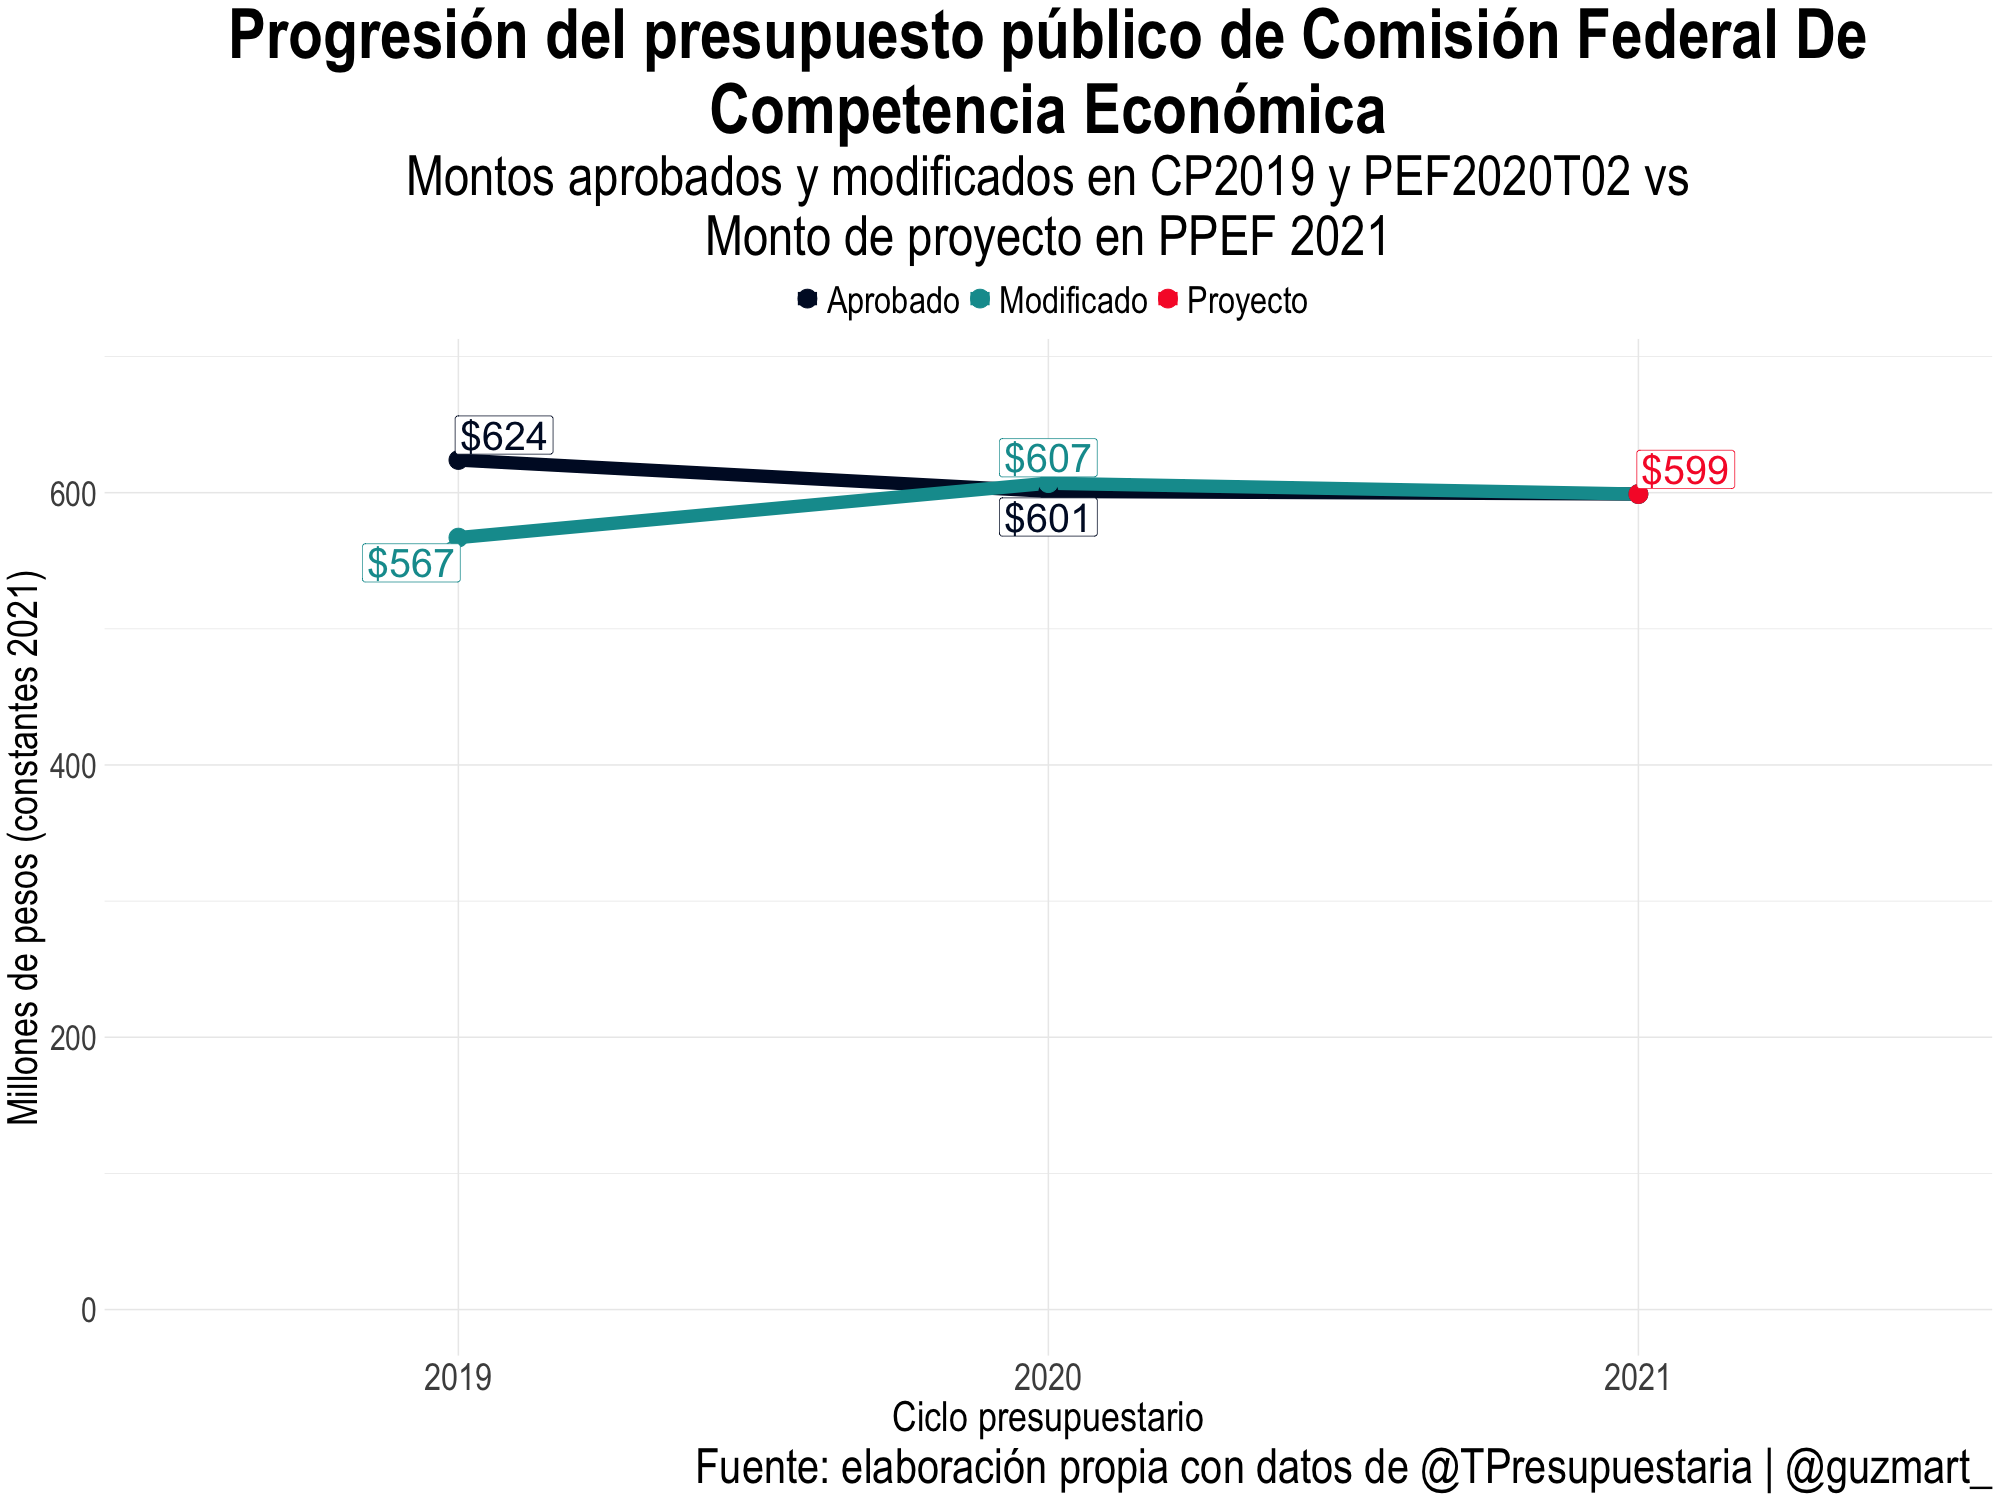 Progresión del presupuesto público de Comisión Federal De
Competencia Económica
Montos aprobados y modificados en CP2019 y PEF2020T02 vs
Monto de proyecto en PPEF 2021
Aprobado Modificado Proyecto
$624
$607
$599
600
$601
$567
Millones de pesos (constantes 2021)
400
200
0
2019 2020 2021
Ciclo presupuestario
Fuente: elaboración propia con datos de @TPresupuestaria | @guzmart_